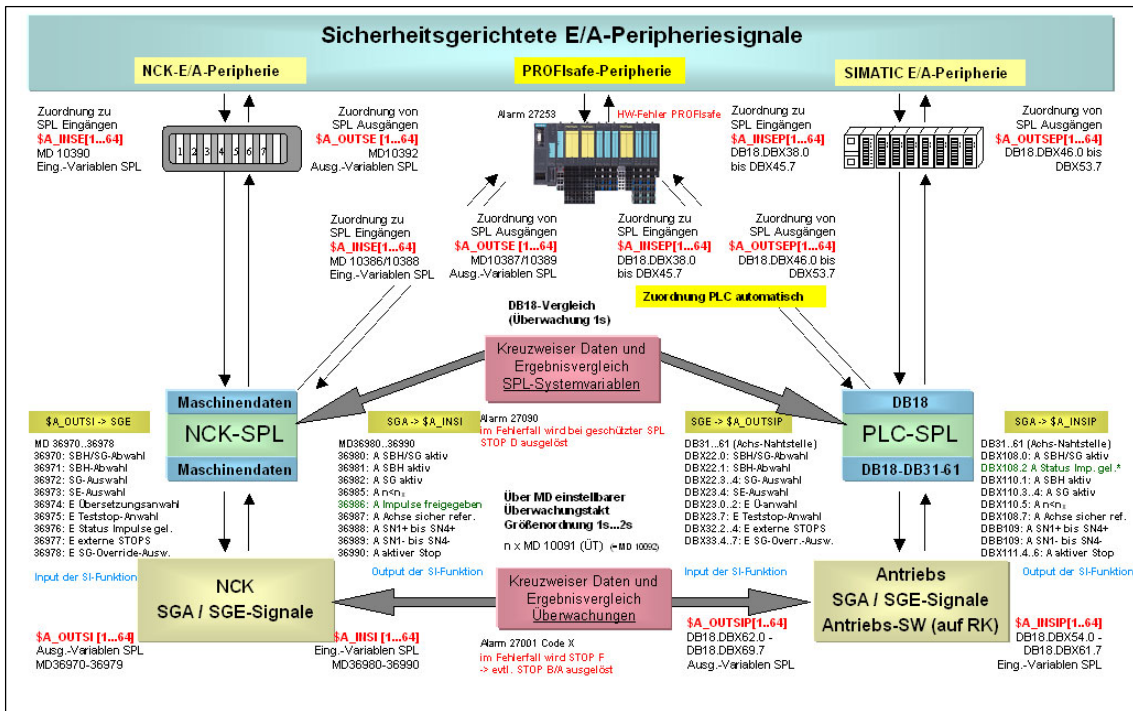 Sicherheitsgerichtete E/A-Peripheriesignale
NCK-E/A-Peripherie
PROFIsafe-Peripherie
SIMATIC E/A-Peripherie
Zuordnung zu
SPL Eingängen
$A_INSE[1...64]
MD 10390
Eing.-Variablen SPL
1 2 3 4 5 6 7
Zuordnung von
SPL Ausgängen
$A_OUTSE [1...64]
MD10392
Ausg.-Variablen SPL
Alarm 27253
HW-Fehler PROFIsafe
Zuordnung zu
SPL Eingängen
$A_INSEP[1...64]
DB18.DBX38.0
bis DBX45.7
Zuordnung von
SPL Ausgängen
$A_OUTSEP[1...64]
DB18.DBX46.0 bis
DBX53.7
Zuordnung zu
SPL Eingängen
$A_INSE[1...64]
MD 10386/10388
Eing.-Variablen SPL
Zuordnung von
SPL Ausgängen
$A_OUTSE [1...64]
MD10387/10389
Ausg.-Variablen SPL
Zuordnung zu
SPL Eingängen
$A_INSEP[1...64]
DB18.DBX38.0
bis DBX45.7
Zuordnung von
SPL Ausgängen
$A_OUTSEP[1...64]
DB18.DBX46.0 bis
DBX53.7
Zuordnung PLC automatisch
DB18-Vergleich
(Überwachung 1s)
Kreuzweiser Daten und
Ergebnisvergleich
SPL-Systemvariablen
Alarm 27090
im Fehlerfall wird bei geschützter SPL
STOP D ausgelöst
Maschinendaten
NCK-SPL
Maschinendaten
DB18
PLC-SPL
DB18-DB31-61
$A_OUTSI -> SGE
MD 36970..36978
36970: SBH/SG-Abwahl
36971: SBH-Abwahl
36972: SG-Auswahl
36973: SE-Auswahl
36974: E Übersetzungsanwahl
36975: E Teststop-Anwahl
36976: E Status Impulse gel.
36977: E externe STOPS
36978: E SG-Override-Ausw.
Input der SI-Funktion
SGA -> $A_INSI
MD36980...36990
36980: A SBH/SG aktiv
36981: A SBH aktiv
36982: A SG aktiv
36985: A n<nx
36986: A Impulse freigegeben
36987: A Achse sicher refer.
36988: A SN1+ bis SN4+
36989: A SN1- bis SN4-
36990: A aktiver Stop
Output der SI-Funktion
Über MD einstellbarer
Überwachungstakt
Größenordnung 1s...2s
n x MD 10091 (ÜT) (=MD 10092)
SGE -> $A_OUTSIP
DB31...61 (Achs-Nahtstelle)
DBX22.0: SBH/SG-Abwahl
DBX22.1: SBH-Abwahl
DBX22.3...4: SG-Auswahl
DBX23.4: SE-Auswahl
DBX23.0..2: E Ü-anwahl
DBX23.7: E Teststop-Anwahl
DBX32.2...4: E externe STOPS
DBX33.4..7: E SG-Overr.-Ausw.
Input der SI-Funktion
SGA -> $A_INSIP
DB31...61 (Achs-Nahtstelle)
DBX108.0: A SBH/SG aktiv
DBX108.2 A Status Imp. gel.*
DBX110.1: A SBH aktiv
DBX110.3...4: A SG aktiv
DBX110.5: A n<nx
DBX108.7: A Achse sicher ref.
DBB109: A SN1+ bis SN4+
DBB109: A SN1- bis SN4-
DBX111.4..6: A aktiver Stop
Output der SI-Funktion
NCK
SGA / SGE-Signale
Kreuzweiser Daten und
Ergebnisvergleich
Überwachungen
Antriebs
SGA / SGE-Signale
Antriebs-SW (auf RK)
$A_OUTSI [1...64]
Ausg.-Variablen SPL
MD36970-36979
$A_INSI [1...64]
Eing.-Variablen SPL
MD36980-36990
Alarm 27001 Code X
im Fehlerfall wird STOP F
-> evtl. STOP B/A ausgelöst
$A_OUTSIP[1...64]
DB18.DBX62.0 -
DB18.DBX69.7
Ausg.-Variablen SPL
$A_INSIP[1..64]
DB18.DBX54.0 -
DB18.DBX61.7
Eing.-Variablen SPL